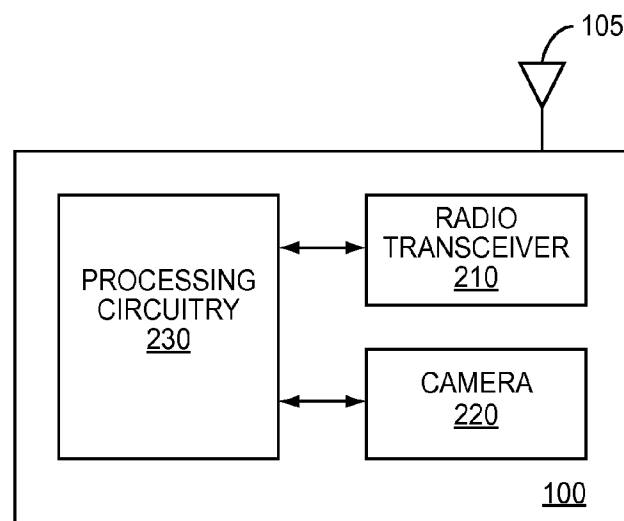 105
RADIO
TRANSCEIVER
210
PROCESSING
CIRCUITRY
230
CAMERA
220
100